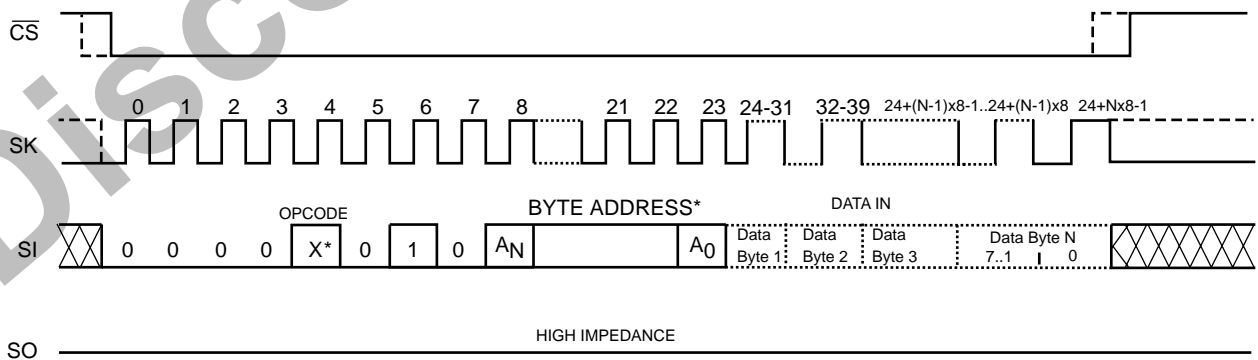 CS
0 1 2 3 4 5 6 7 8 21 22 23 24-31 32-39 24+(N-1)x8-1..24+(N-1)x8 24+Nx8-1
SK
OPCODE BYTE ADDRESS* DATA IN
SI 0 0 0 0 X* 0 1 0 AN A0
Data Byte 1
Data Byte 2
Data Byte 3
Data Byte N
7..1 0
HIGH IMPEDANCE
SO
Disc